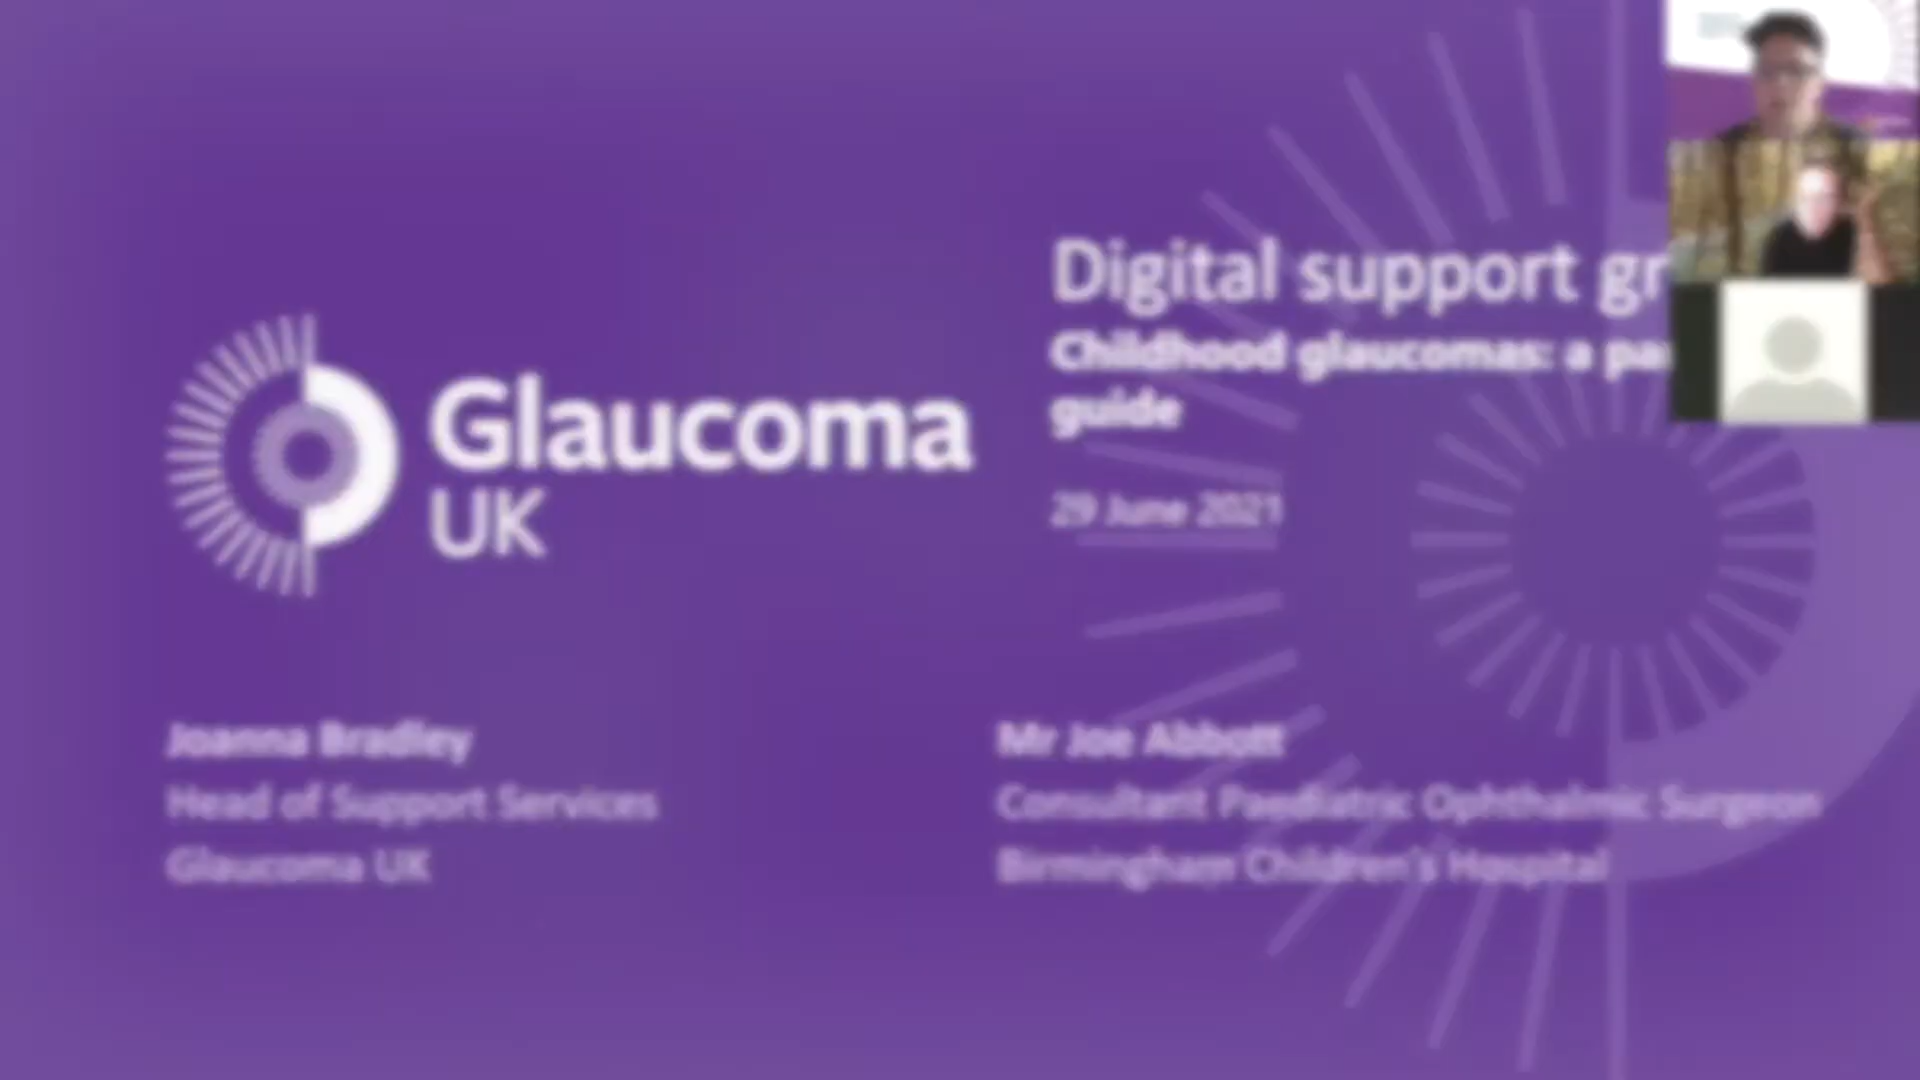 Glaucoma
UK
Digital support gr
Childhood glaucomas: a pa
guide
29 June 2021
Joanna Bradley
Head of Support Services
Glaucoma UK
Mr Joe Abbott
Consultant Paediatric Ophthalmic Surgeon
Birmingham Children's Hospital